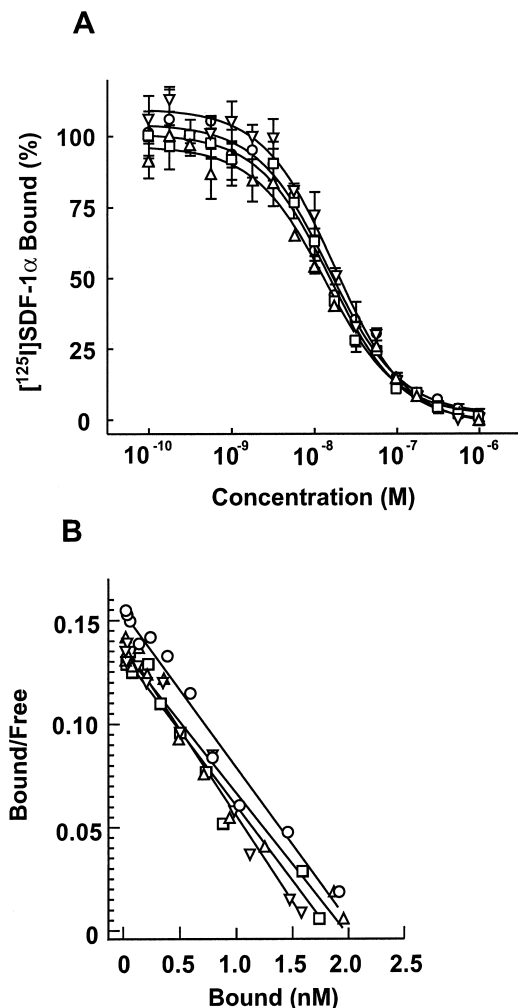 A
[¹²⁵I]SDF-1α Bound (%)
100
75
50
25
0
10⁻¹⁰ 10⁻⁹ 10⁻⁸ 10⁻⁷ 10⁻⁶
Concentration (M)
B
Bound/Free
0.15
0.10
0.05
0
0 0.5 1.0 1.5 2.0 2.5
Bound (nM)